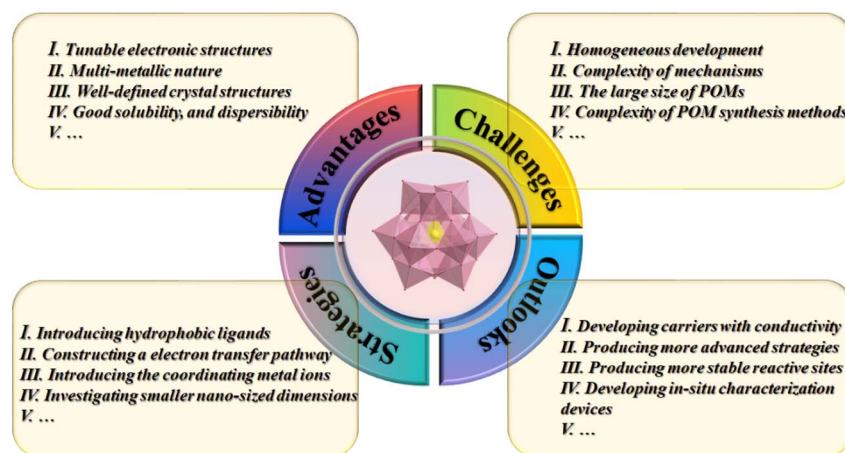 I. Tunable electronic structures
II. Multi-metallic nature
III. Well-defined crystal structures
IV. Good solubility, and dispersibility
V. ...
I. Homogeneous development
II. Complexity of mechanisms
III. The large size of POMs
IV. Complexity of POM synthesis methods
V. ...
Advantages
Challenges
Strategies
Outlooks
I. Introducing hydrophobic ligands
II. Constructing a electron transfer pathway
III. Introducing the coordinating metal ions
IV. Investigating smaller nano-sized dimensions
V. ...
I. Developing carriers with conductivity
II. Producing more advanced strategies
III. Producing more stable reactive sites
IV. Developing in-situ characterization
devices
V. ...